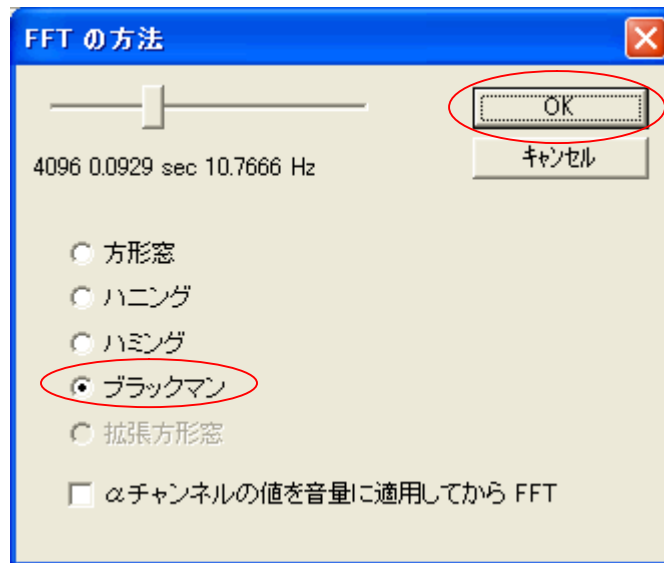 FFT の方法
OK
キャンセル
4096 0.0929 sec 10.7666 Hz
方形窓
ハニング
ハミング
ブラックマン
拡張方形窓
αチャンネルの値を音量に適用してから FFT